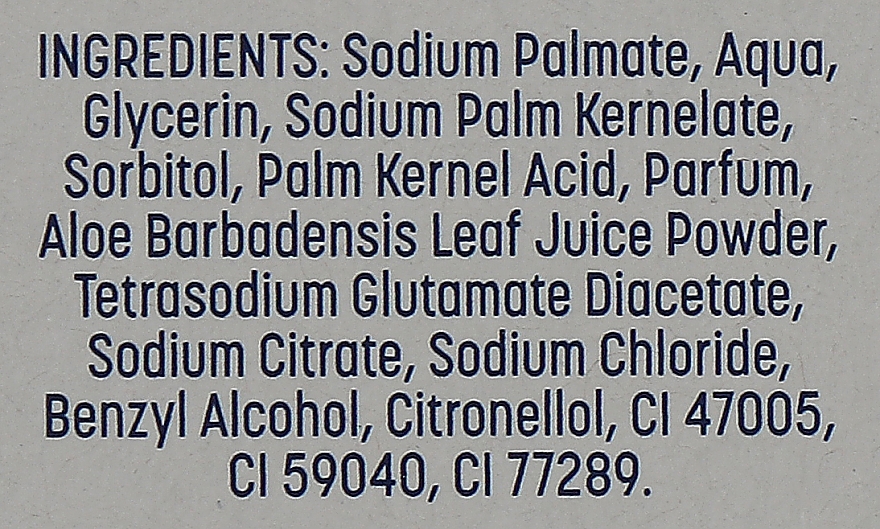 INGREDIENTS: Sodium Palmate, Aqua,
Glycerin, Sodium Palm Kernelate,
Sorbitol, Palm Kernel Acid, Parfum,
Aloe Barbadensis Leaf Juice Powder,
Tetrasodium Glutamate Diacetate,
Sodium Citrate, Sodium Chloride,
Benzyl Alcohol, Citronellol, CI 47005,
CI 59040, CI 77289.